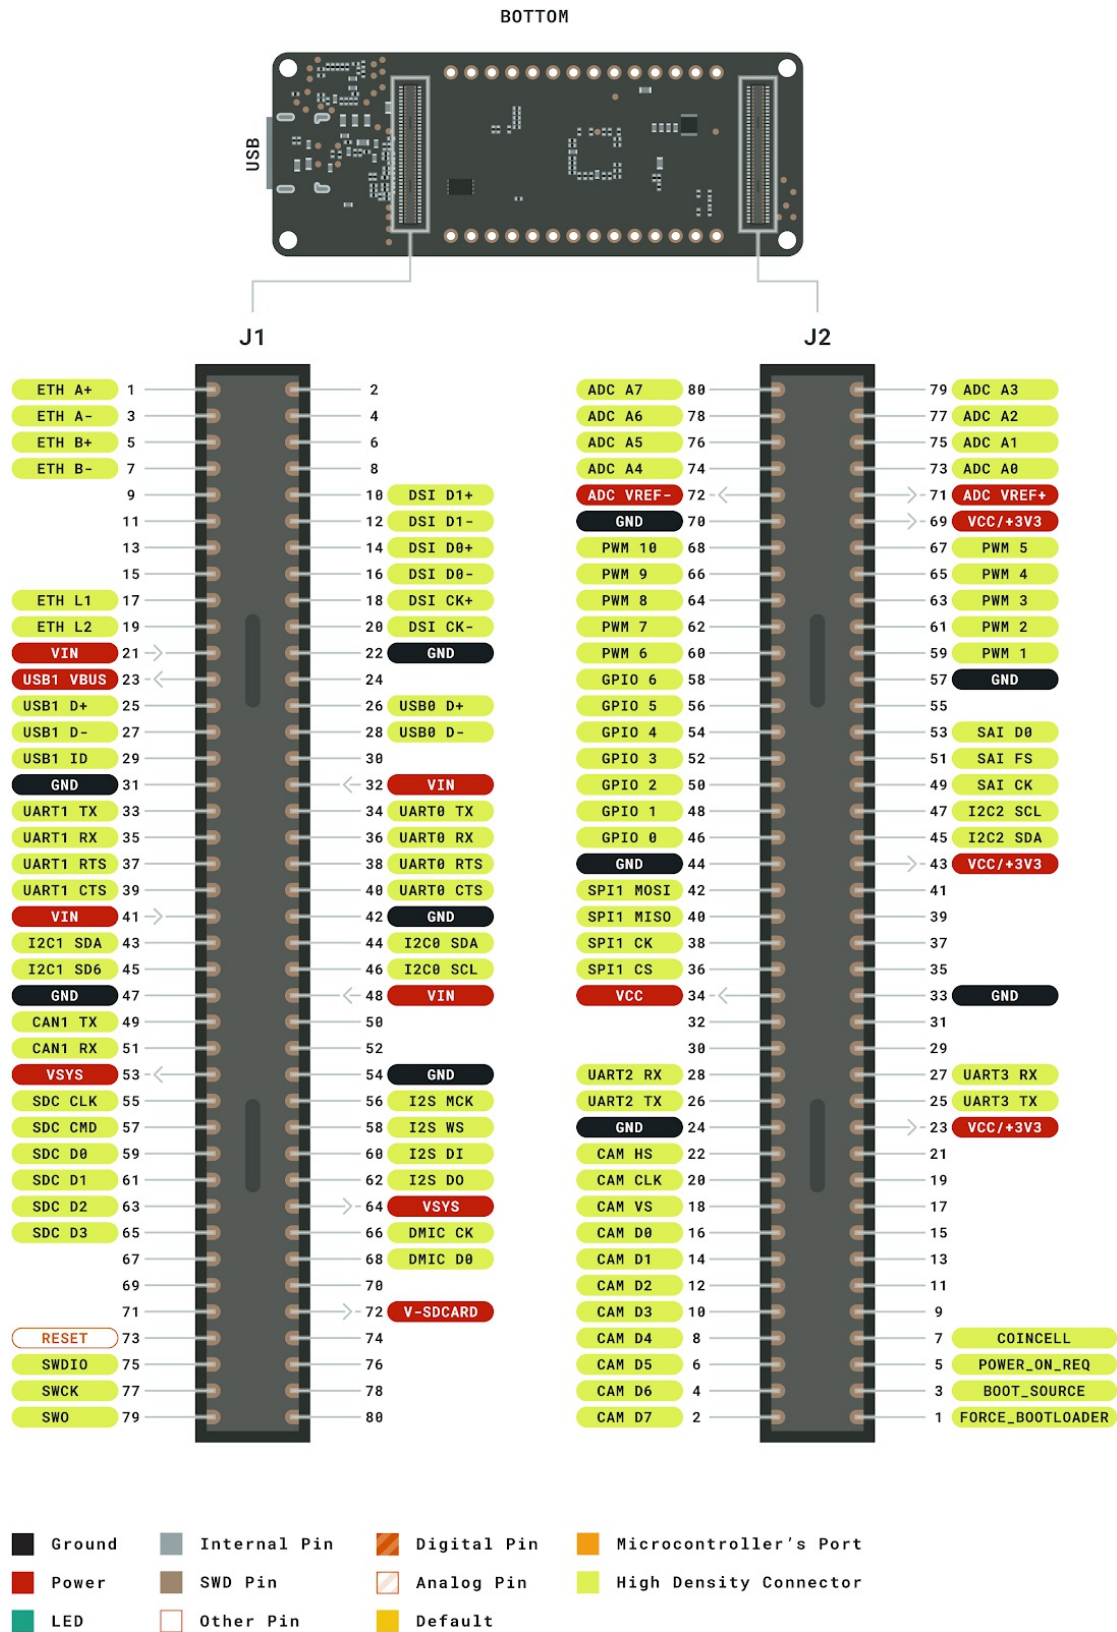 BOTTOM
USB
J1 J2
ETH A+ 1 2 ADC A7 80 79 ADC A3
ETH A- 3 4 ADC A6 78 77 ADC A2
ETH B+ 5 6 ADC A5 76 75 ADC A1
ETH B- 7 8 ADC A4 74 73 ADC A0
9 10 DSI D1+ ADC VREF- 72 71 ADC VREF+
11 12 DSI D1- GND 70 69 VCC/+3V3
13 14 DSI D0+ PWM 10 68 67 PWM 5
15 16 DSI D0- PWM 9 66 65 PWM 4
ETH L1 17 18 DSI CK+ PWM 8 64 63 PWM 3
ETH L2 19 20 DSI CK- PWM 7 62 61 PWM 2
VIN 21 22 GND PWM 6 60 59 PWM 1
USB1 VBUS 23 24 GPIO 6 58 57 GND
USB1 D+ 25 26 USB0 D+ GPIO 5 56 55
USB1 D- 27 28 USB0 D- GPIO 4 54 53 SAI D0
USB1 ID 29 30 GPIO 3 52 51 SAI FS
GND 31 32 VIN GPIO 2 50 49 SAI CK
UART1 TX 33 34 UART0 TX GPIO 1 48 47 I2C2 SCL
UART1 RX 35 36 UART0 RX GPIO 0 46 45 I2C2 SDA
UART1 RTS 37 38 UART0 RTS GND 44 43 VCC/+3V3
UART1 CTS 39 40 UART0 CTS SPI1 MOSI 42 41
VIN 41 42 GND SPI1 MISO 40 39
I2C1 SDA 43 44 I2C0 SDA SPI1 CK 38 37
I2C1 SD6 45 46 I2C0 SCL SPI1 CS 36 35
GND 47 48 VIN VCC 34 33 GND
CAN1 TX 49 50 32 31
CAN1 RX 51 52 30 29
VSYS 53 54 GND UART2 RX 28 27 UART3 RX
SDC CLK 55 56 I2S MCK UART2 TX 26 25 UART3 TX
SDC CMD 57 58 I2S WS GND 24 23 VCC/+3V3
SDC D0 59 60 I2S DI CAM HS 22 21
SDC D1 61 62 I2S DO CAM CLK 20 19
SDC D2 63 64 VSYS CAM VS 18 17
SDC D3 65 66 DMIC CK CAM D0 16 15
67 68 DMIC D0 CAM D1 14 13
69 70 CAM D2 12 11
71 72 V-SDCARD CAM D3 10 9
RESET 73 74 CAM D4 8 7 COINCELL
SWDIO 75 76 CAM D5 6 5 POWER_ON_REQ
SWCK 77 78 CAM D6 4 3 BOOT_SOURCE
SWO 79 80 CAM D7 2 1 FORCE_BOOTLOADER
Ground Internal Pin Digital Pin Microcontroller's Port
Power SWD Pin Analog Pin High Density Connector
LED Other Pin Default